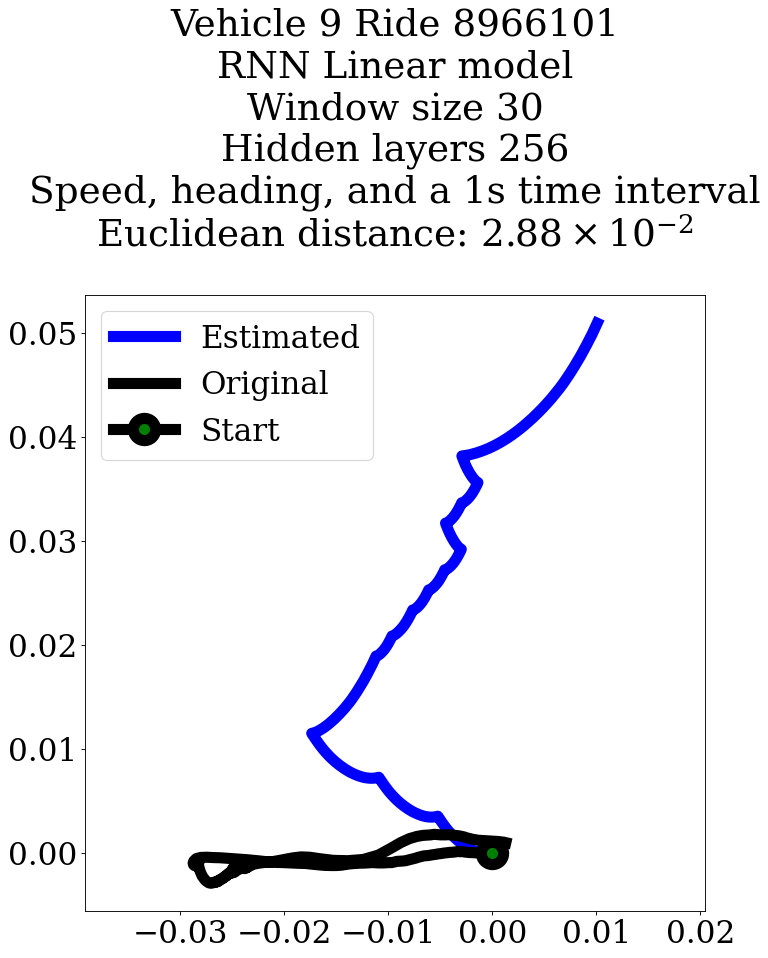 Vehicle 9 Ride 8966101
RNN Linear model
Window size 30
Hidden layers 256
Speed, heading, and a 1s time interval
Euclidean distance: 2.88 × 10⁻²
Estimated
Original
Start
0.05
0.04
0.03
0.02
0.01
0.00
−0.03 −0.02 −0.01 0.00 0.01 0.02